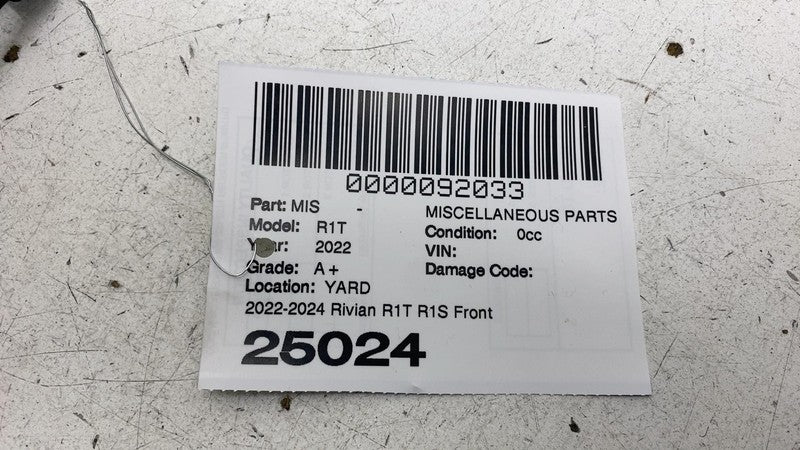 0000092033
Part: MIS - MISCELLANEOUS PARTS
Model: R1T Condition: 0cc
Year: 2022 VIN:
Grade: A + Damage Code:
Location: YARD
2022-2024 Rivian R1T R1S Front
25024